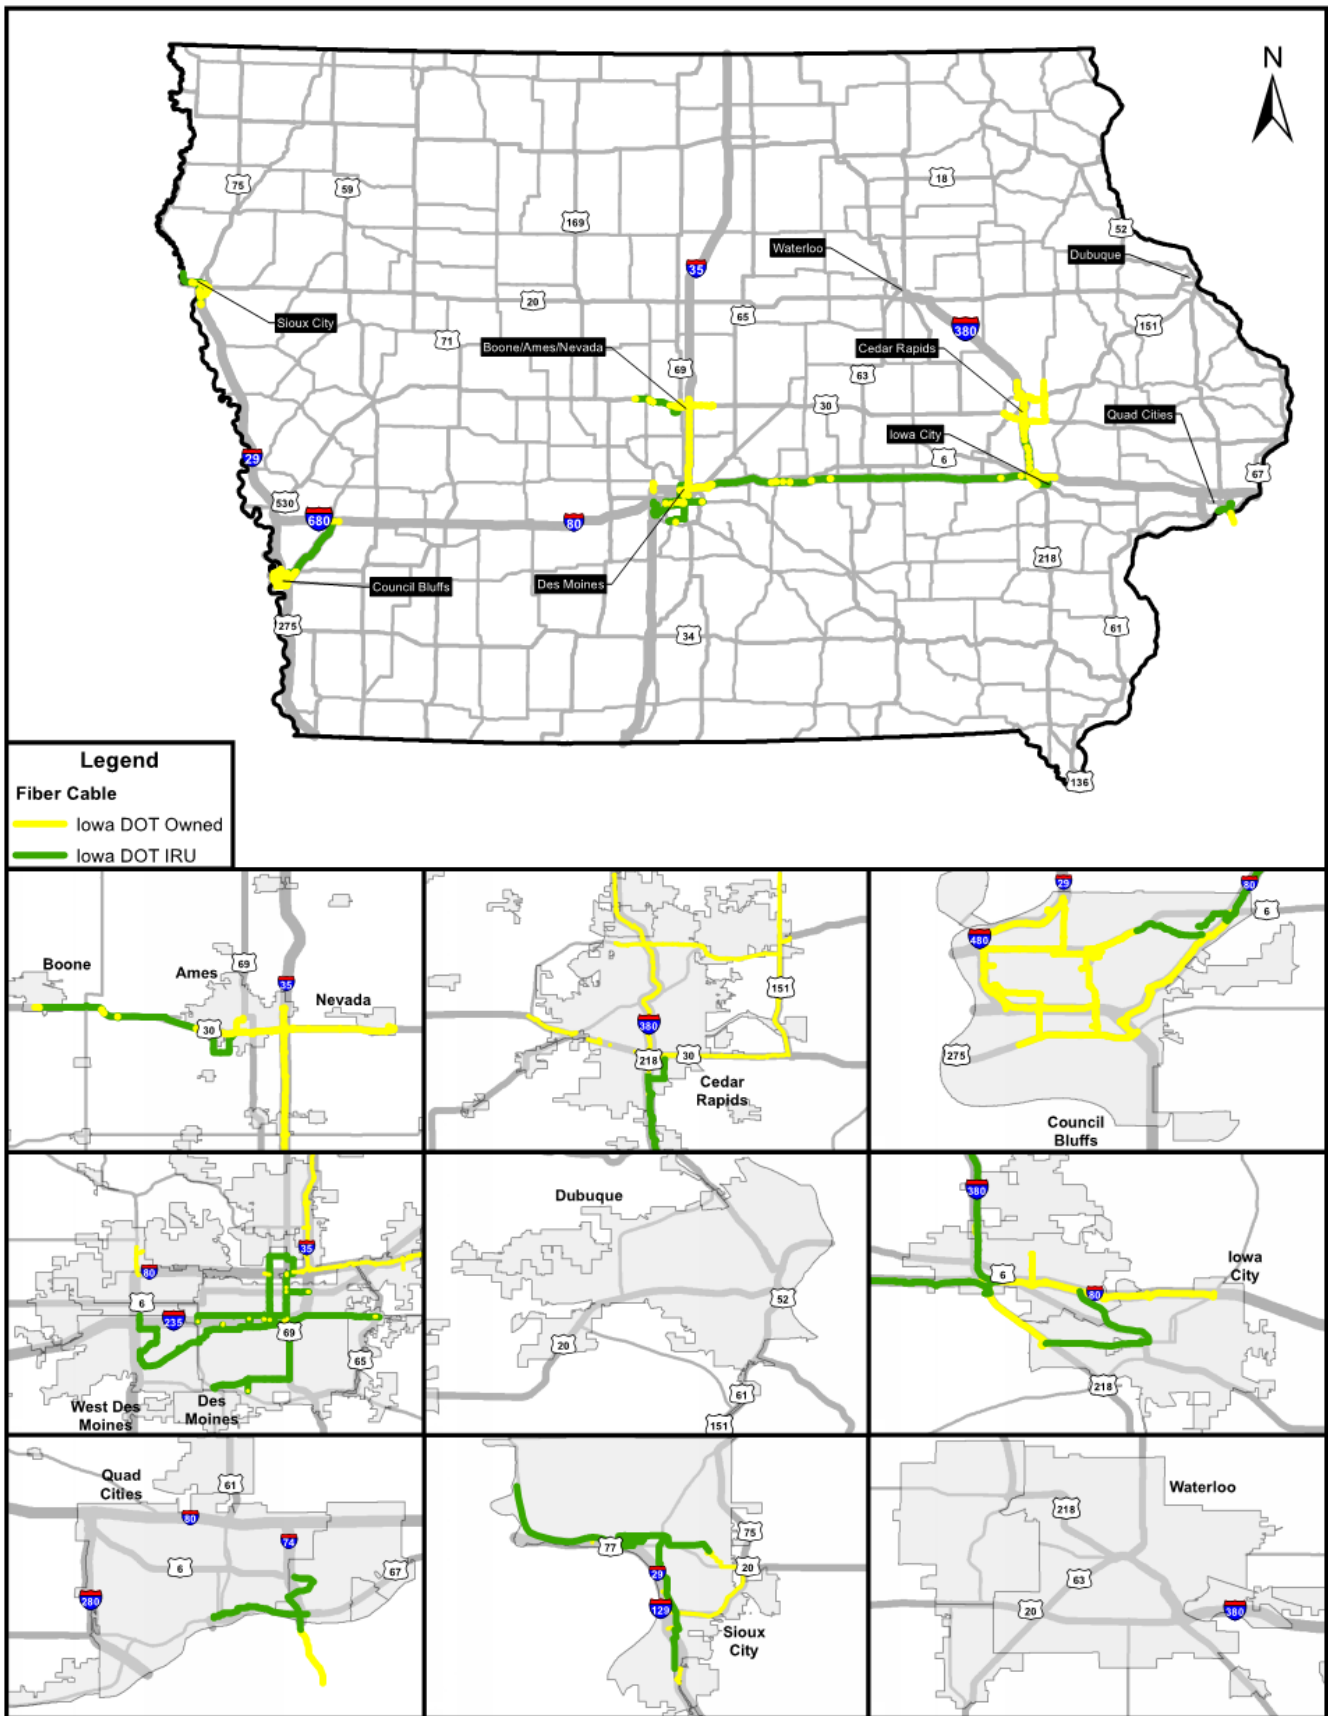 N
75
59
18
169
52
Waterloo
Dubuque
35
Sioux City
20
65
380
151
71
Boone/Ames/Nevada
Cedar Rapids
69
63
30
Quad Cities
Iowa City
29
6
67
530
680
80
218
Council Bluffs
Des Moines
275
34
61
136
Legend
Fiber Cable
Iowa DOT Owned
Iowa DOT IRU
Boone
Ames
69
35
Nevada
30
151
380
218
30
Cedar
Rapids
29
80
6
480
275
Council
Bluffs
35
80
6
235
69
65
West Des
Moines
Des
Moines
Dubuque
52
20
61
151
380
Iowa
City
6
80
218
Quad
Cities
61
80
74
6
67
280
75
77
20
29
129
Sioux
City
Waterloo
218
63
20
380